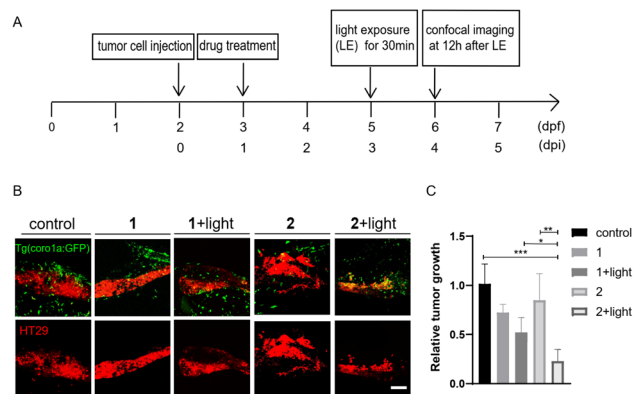 A
tumor cell injection
drug treatment
light exposure
(LE) for 30min
confocal imaging
at 12h after LE
0 1 2 3 4 5 6 7 (dpf)
0 1 2 3 4 5 (dpi)
B
control 1 1+light 2 2+light
Tg(coro1a:GFP)
HT29
C
Relative tumor growth
1.5
1.0
0.5
0.0
**
*
***
control
1
1+light
2
2+light